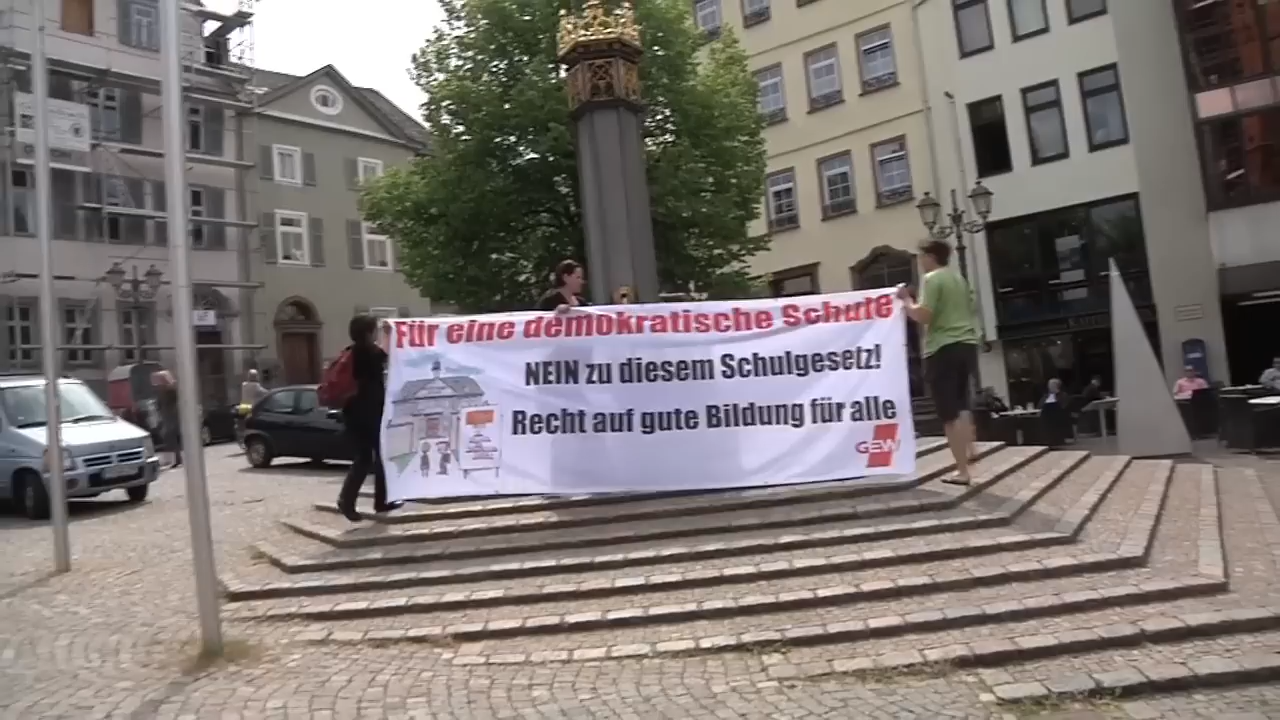 Für eine demokratische Schule
NEIN zu diesem Schulgesetz!
Recht auf gute Bildung für alle
GEW